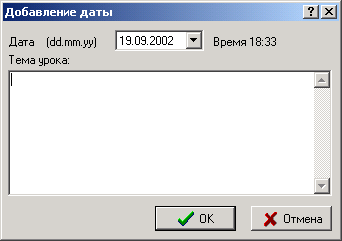 Добавление даты
Дата (dd.mm.yy) 19.09.2002 Время 18:33
Тема урока:
OK Отмена